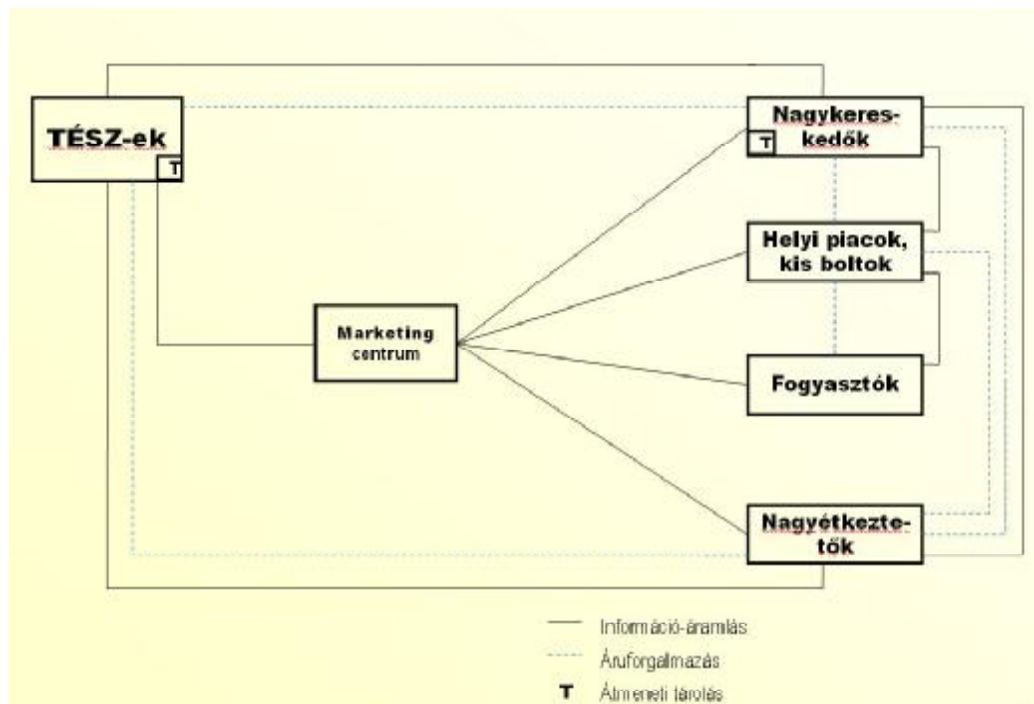 TÉSZ-ek
T
Nagykeres-
kedők
T
Helyi piacok,
kis boltok
Marketing
centrum
Fogyasztók
Nagyétkezte-
tők
Információ-áramlás
Áruforgalmazás
T Átmeneti tárolás